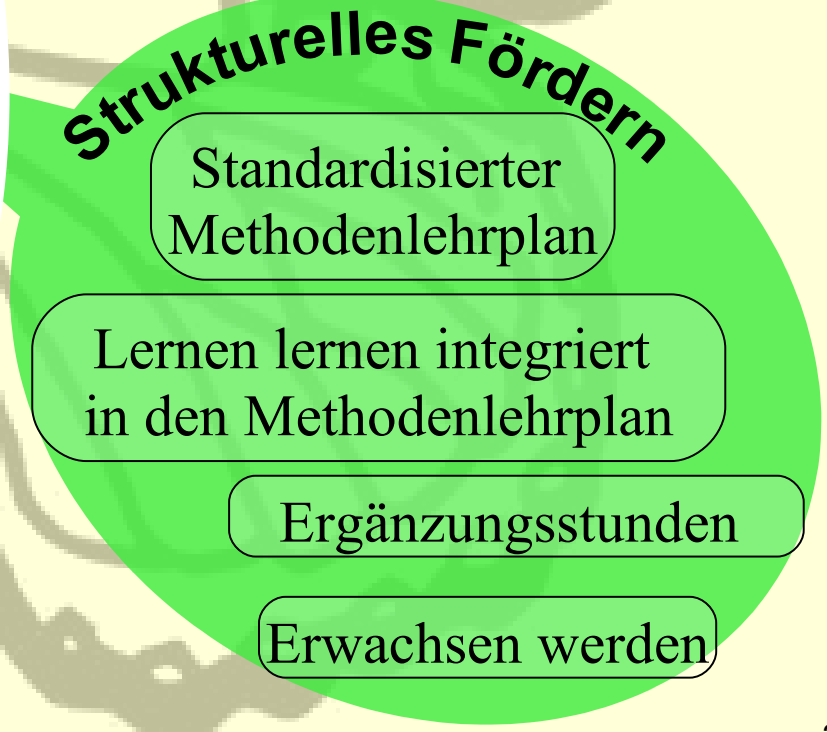 Strukturelles Fördern
Standardisierter
Methodenlehrplan
Lernen lernen integriert
in den Methodenlehrplan
Ergänzungsstunden
Erwachsen werden